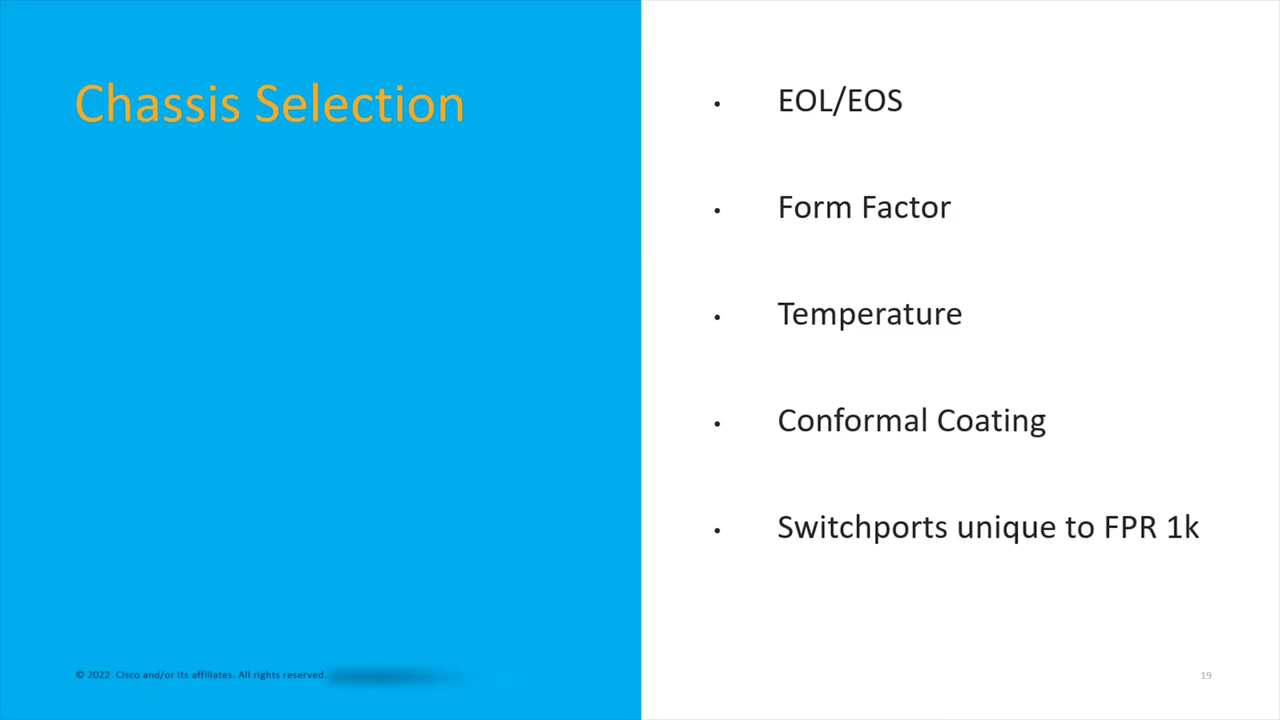 Chassis Selection
• EOL/EOS
• Form Factor
• Temperature
• Conformal Coating
• Switchports unique to FPR 1k
© 2022 Cisco and/or its affiliates. All rights reserved.
19